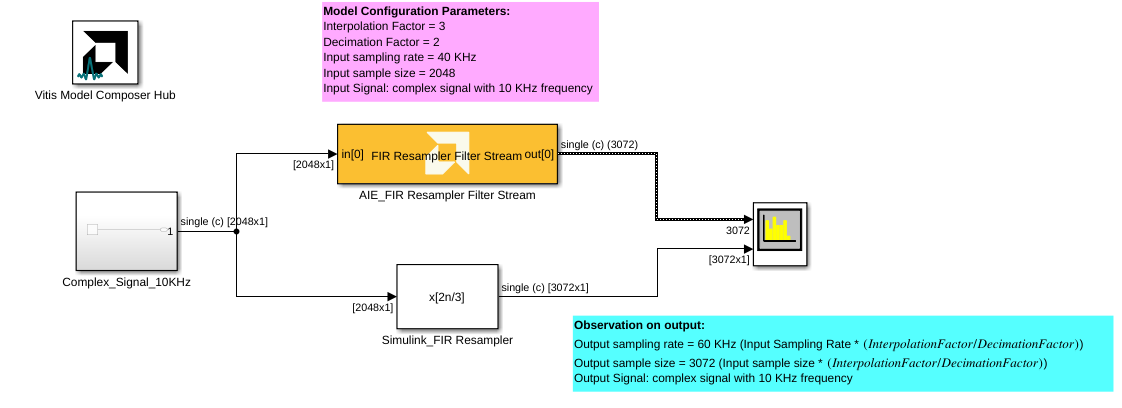 Model Configuration Parameters:
Interpolation Factor = 3
Decimation Factor = 2
Input sampling rate = 40 KHz
Input sample size = 2048
Input Signal: complex signal with 10 KHz frequency
Vitis Model Composer Hub
in[0] FIR Resampler Filter Stream out[0]
single (c) (3072)
[2048x1]
AIE_FIR Resampler Filter Stream
1
single (c) [2048x1]
Complex_Signal_10KHz
3072
[3072x1]
x[2n/3]
single (c) [3072x1]
[2048x1]
Simulink_FIR Resampler
Observation on output:
Output sampling rate = 60 KHz (Input Sampling Rate * (InterpolationFactor/DecimationFactor))
Output sample size = 3072 (Input sample size * (InterpolationFactor/DecimationFactor))
Output Signal: complex signal with 10 KHz frequency